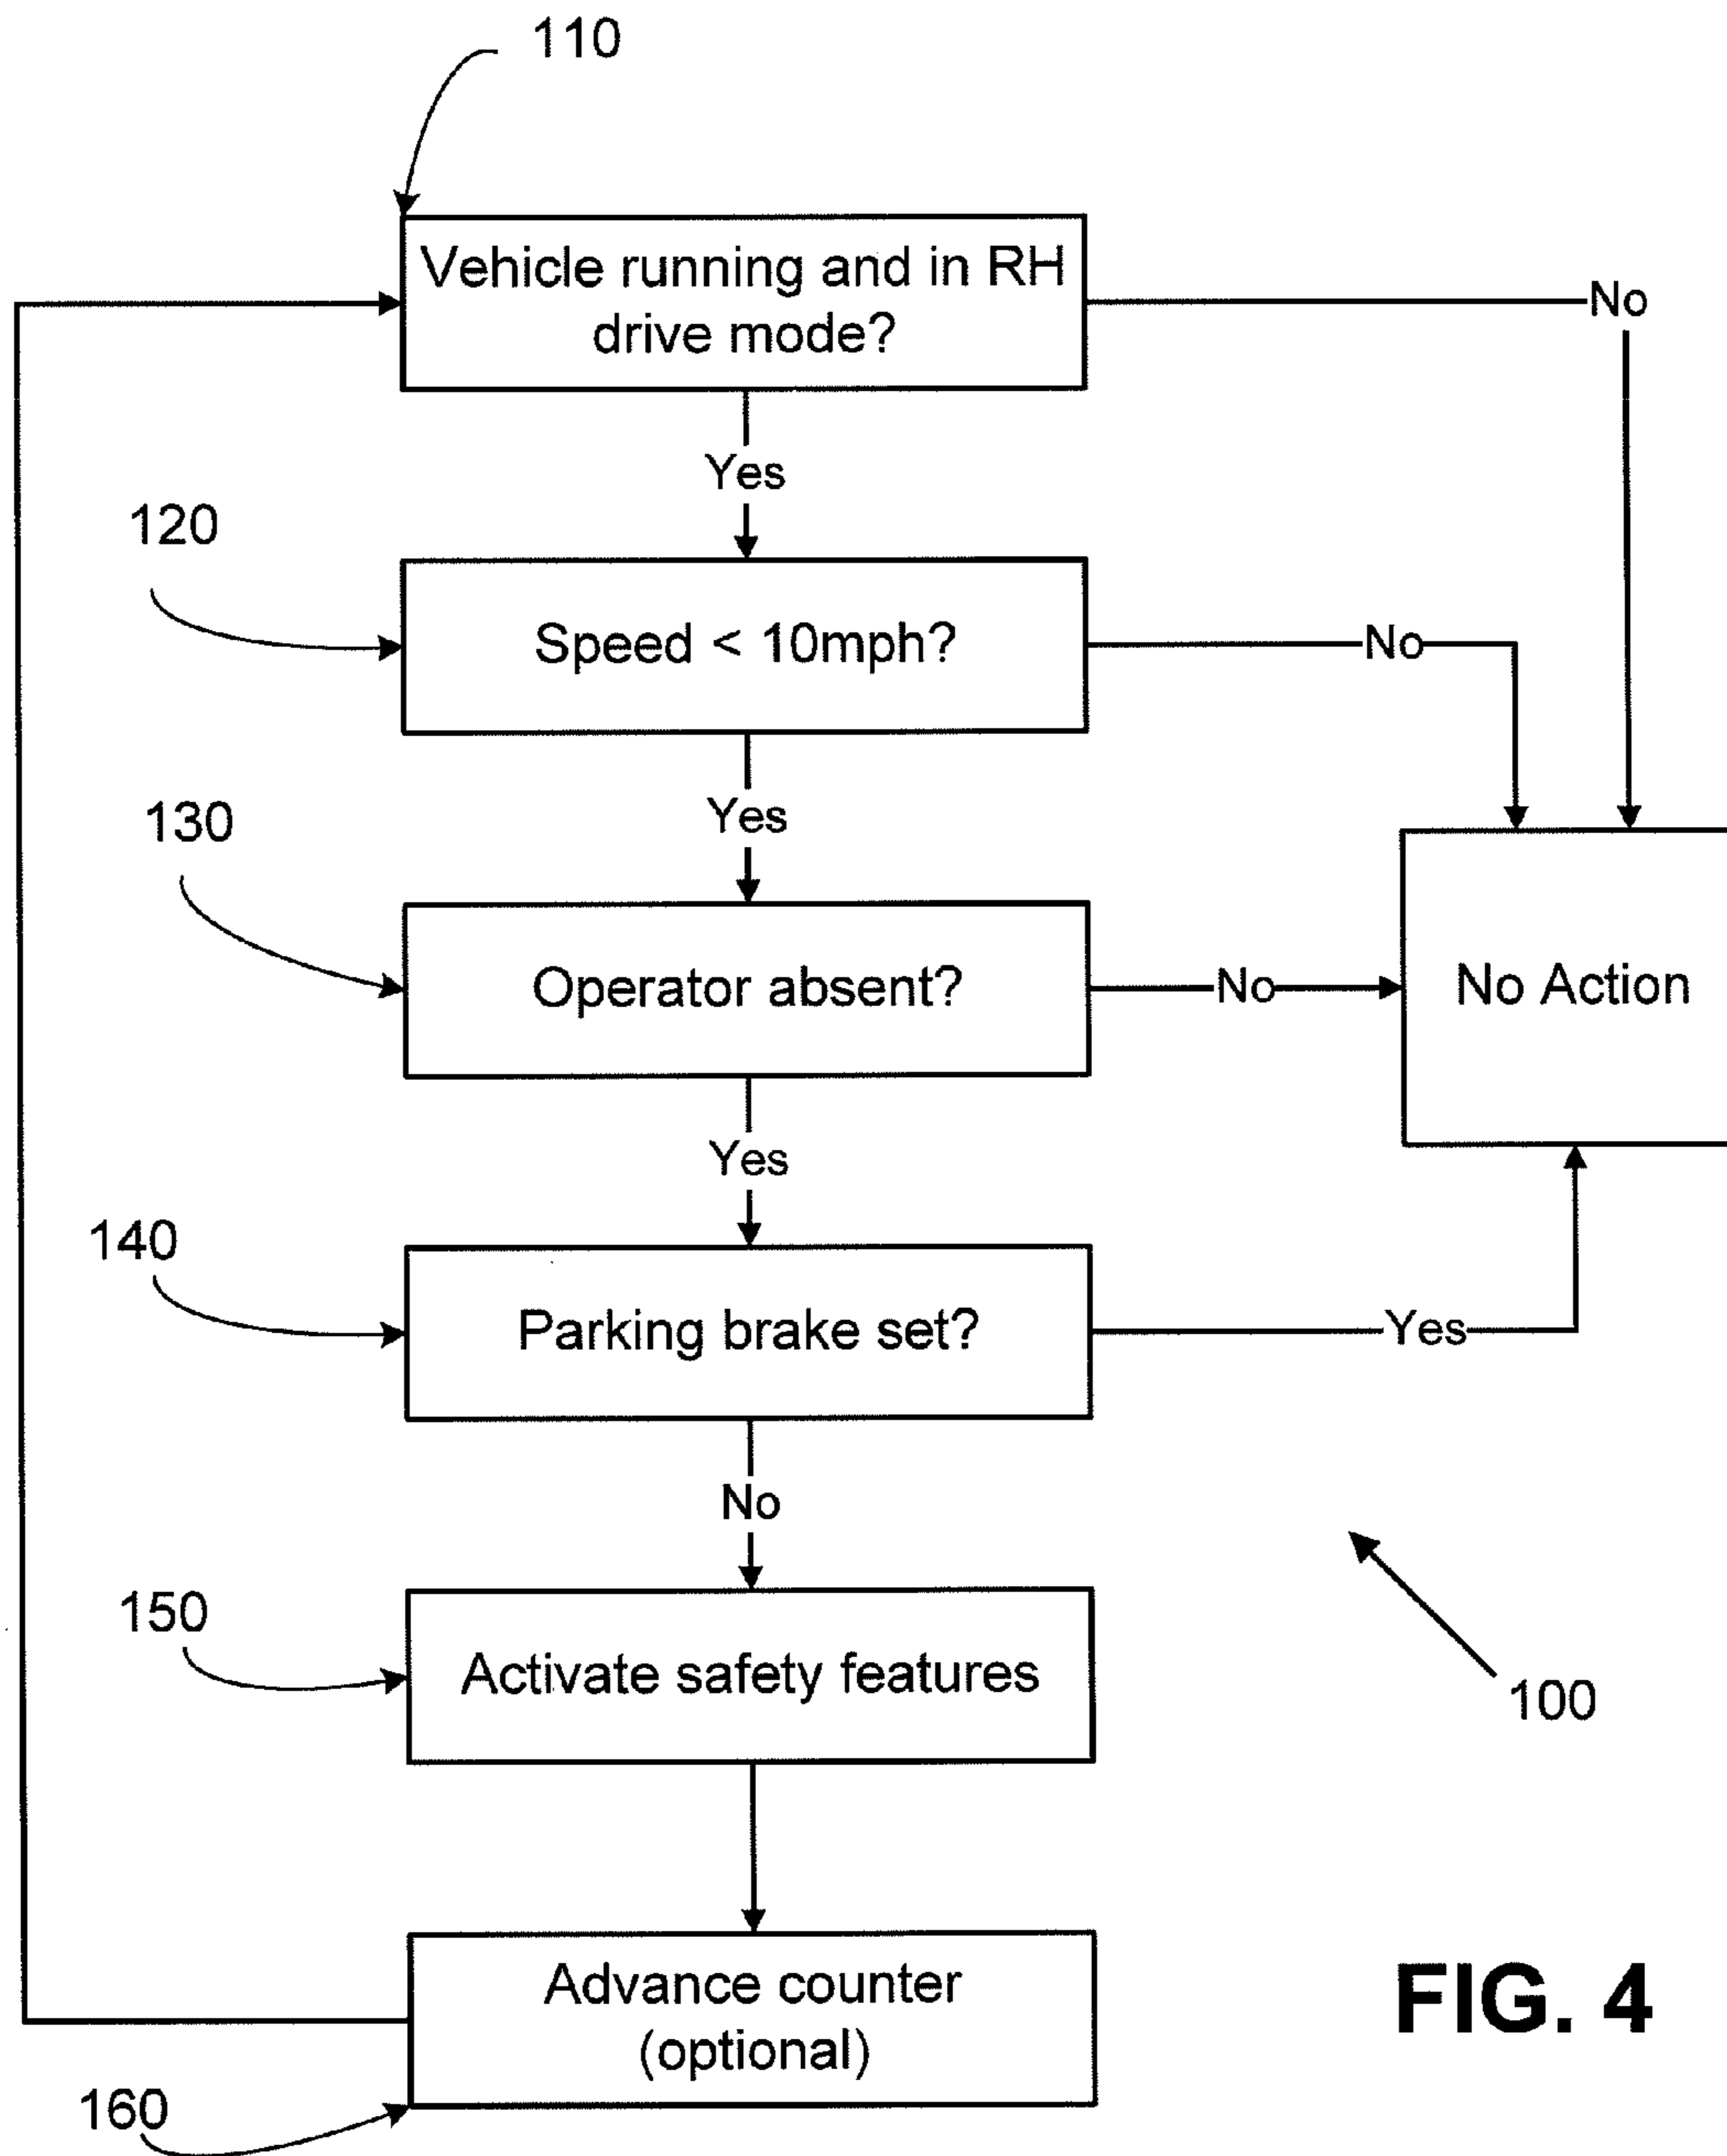 110
Vehicle running and in RH
drive mode?
No
Yes
120
Speed < 10mph?
No
Yes
130
Operator absent?
No
No Action
Yes
140
Parking brake set?
Yes
No
150
Activate safety features
100
Advance counter
(optional)
160
FIG. 4